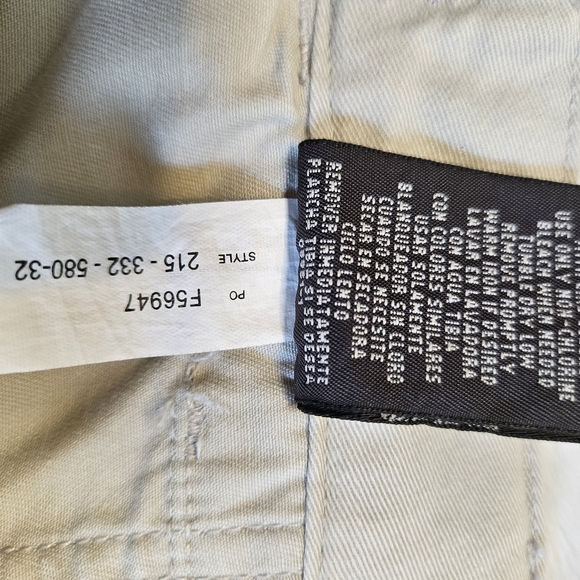 PO F56947
STYLE 215 - 332 - 580-32
USE ONLY NON-CHLORINE
BLEACH WHEN NEEDED
TUMBLE DRY LOW
REMOVE PROMPTLY
WARM IRON IF DESIRED
LAVAR EN LAVADORA
CON AGUA TIBIA
CON COLORES SIMILARES
USAR SOLAMENTE
BLANQUEADOR SIN CLORO
CUANDO SE NECESITE
SECAR EN SECADORA
CICLO LENTO
REMOVER IMEDIATAMENTE
PLANCHA TIBIA SI SE DESEA